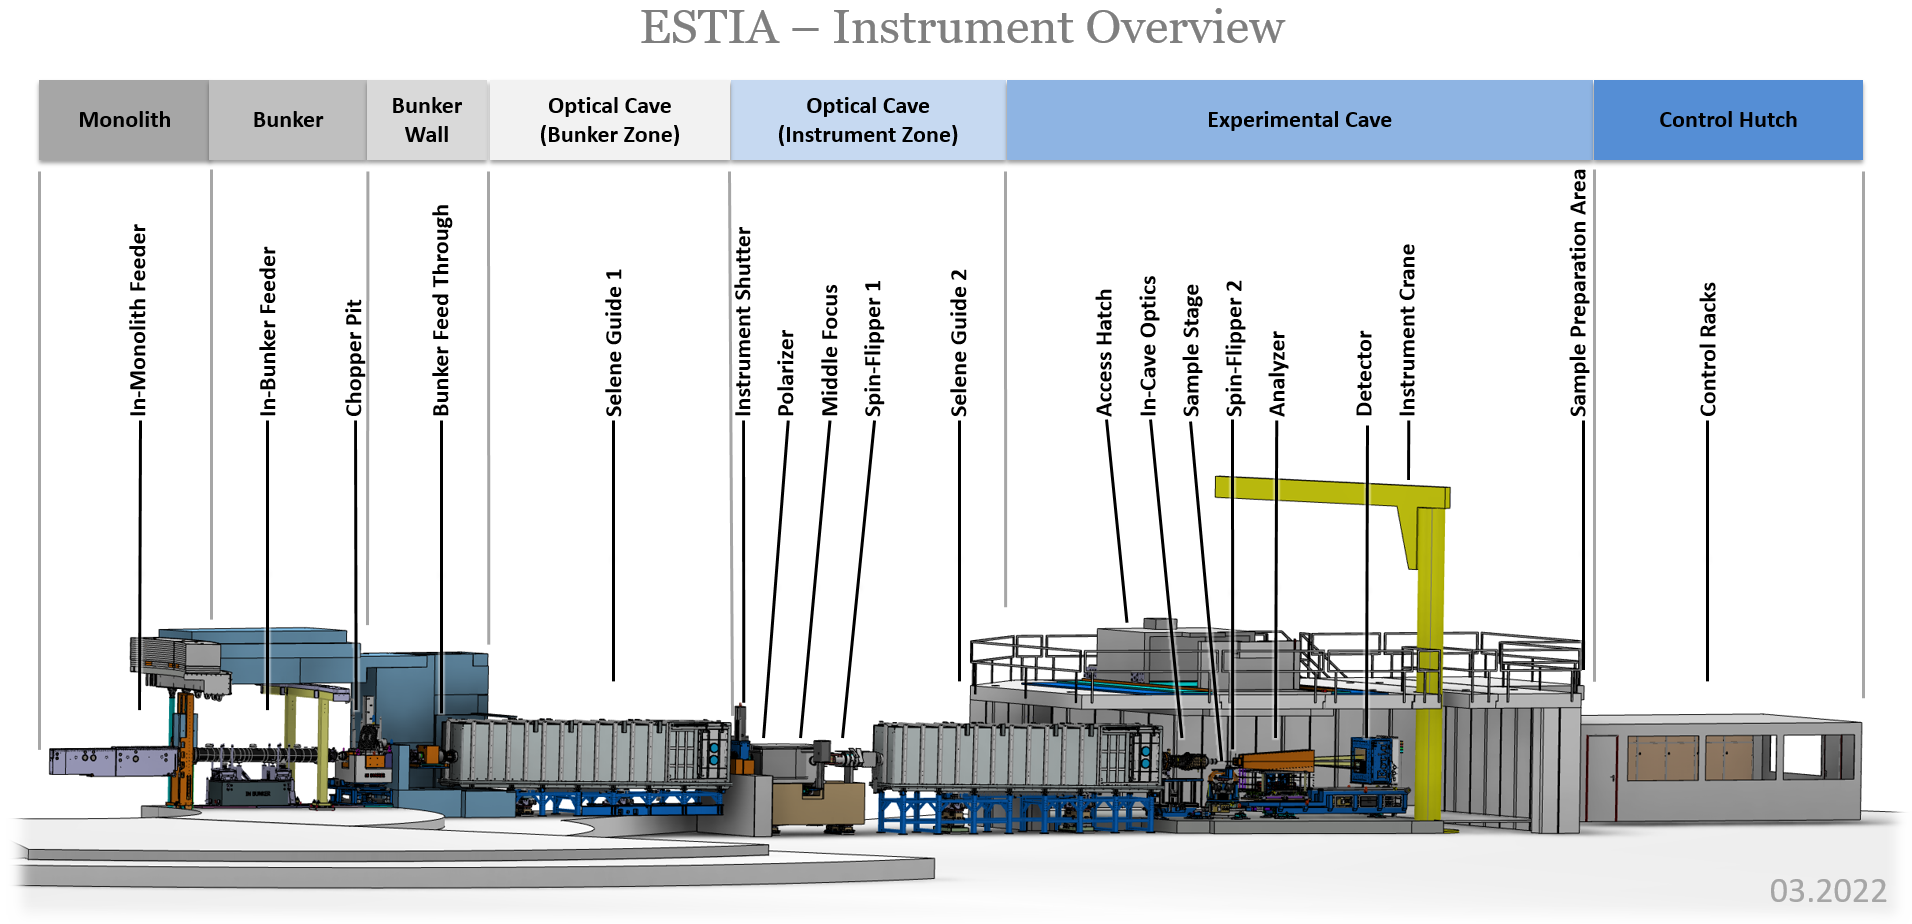 ESTIA – Instrument Overview
Monolith
Bunker
Bunker
Wall
Optical Cave
(Bunker Zone)
Optical Cave
(Instrument Zone)
Experimental Cave
Control Hutch
In-Monolith Feeder
In-Bunker Feeder
Chopper Pit
Bunker Feed Through
Selene Guide 1
Instrument Shutter
Polarizer
Middle Focus
Spin-Flipper 1
Selene Guide 2
Access Hatch
In-Cave Optics
Sample Stage
Spin-Flipper 2
Analyzer
Detector
Instrument Crane
Sample Preparation Area
Control Racks
IN BUNKER
03.2022